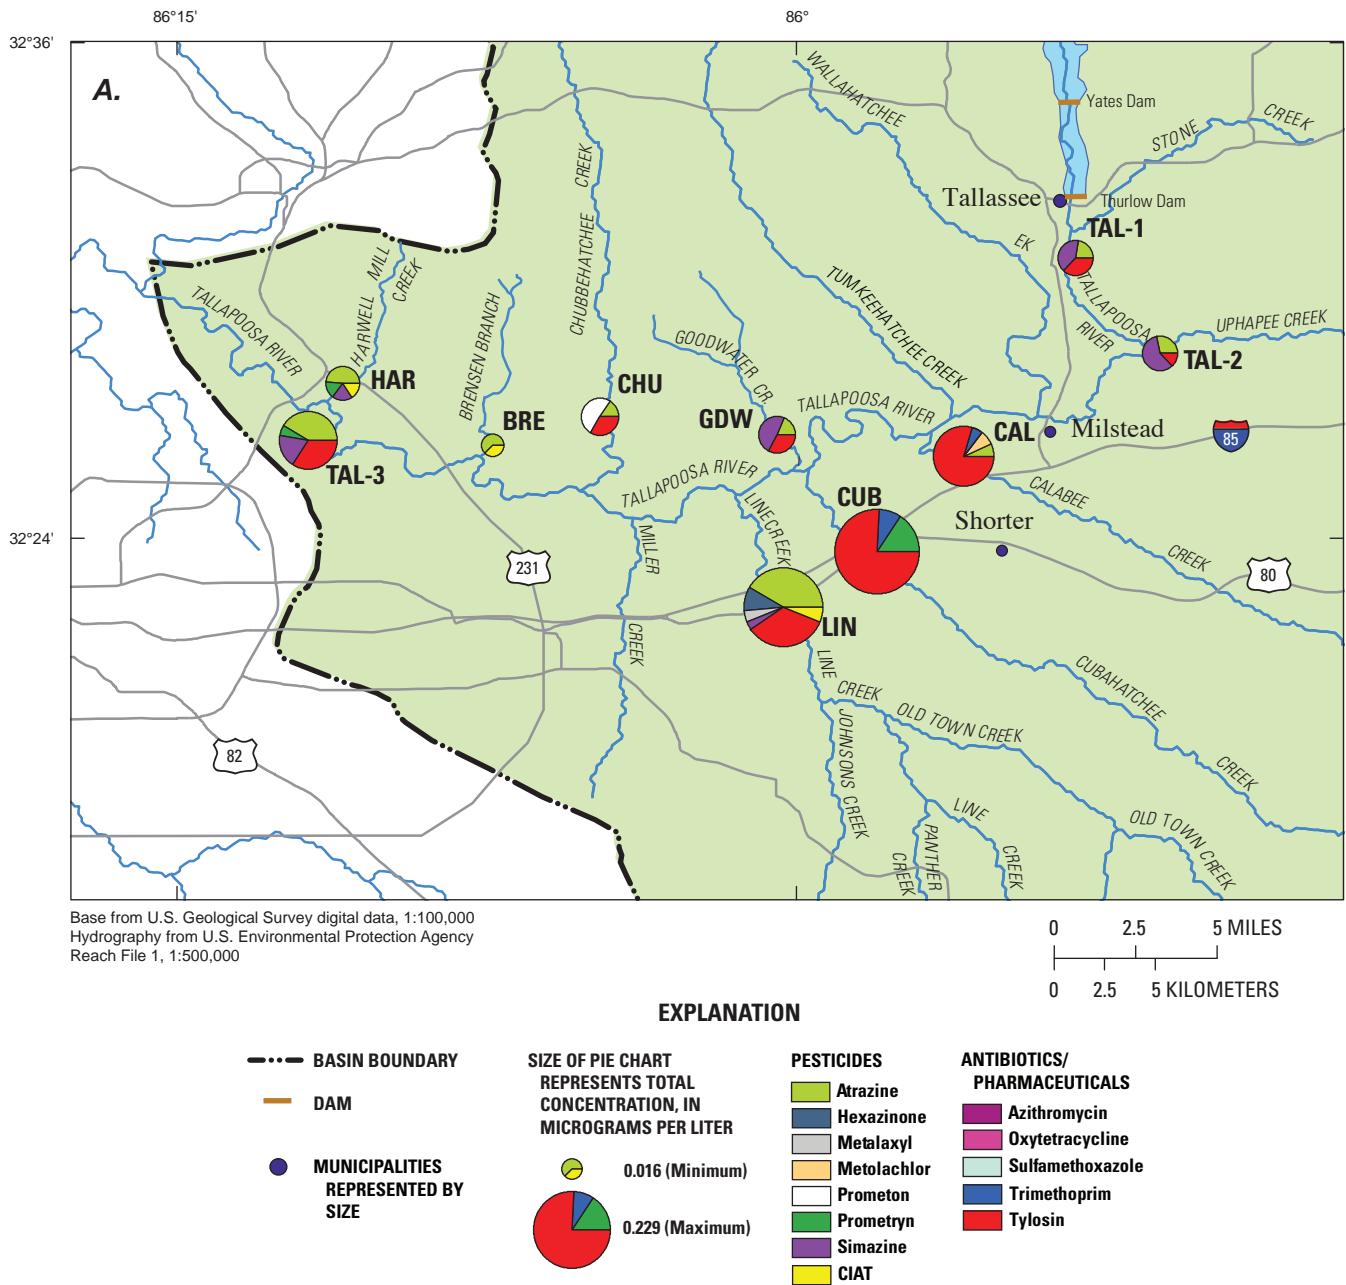 86°15'
86°
32°36'
A.
WALLAHATCHEE
Yates Dam
STONE
CREEK
CREEK
Tallassee
Thurlow Dam
TAL-1
EK
HARWELL MILL
CREEK
CHUBBEHATCHEE
TALLAPOOSA RIVER
BRENSEN BRANCH
TUMKEEHATCHEE CREEK
TALLAPOOSA
RIVER
UPHAPEE CREEK
GOODWATER CR.
TAL-2
HAR
CHU
BRE
GDW
TALLAPOOSA RIVER
CAL
Milstead
85
TAL-3
TALLAPOOSA RIVER
CUB
CALABEE
CREEK
LINECREEK
Shorter
32°24'
MILLER
CREEK
231
80
LIN
LINE
CREEK
CUBAHATCHEE
CREEK
OLD TOWN CREEK
JOHNSONS CREEK
82
LINE
CREEK
PANTHER
CREEK
OLD TOWN CREEK
Base from U.S. Geological Survey digital data, 1:100,000
Hydrography from U.S. Environmental Protection Agency
Reach File 1, 1:500,000
0 2.5 5 MILES
0 2.5 5 KILOMETERS
EXPLANATION
BASIN BOUNDARY
DAM
MUNICIPALITIES
REPRESENTED BY
SIZE
SIZE OF PIE CHART
REPRESENTS TOTAL
CONCENTRATION, IN
MICROGRAMS PER LITER
0.016 (Minimum)
0.229 (Maximum)
PESTICIDES
Atrazine
Hexazinone
Metalaxyl
Metolachlor
Prometon
Prometryn
Simazine
CIAT
ANTIBIOTICS/
PHARMACEUTICALS
Azithromycin
Oxytetracycline
Sulfamethoxazole
Trimethoprim
Tylosin